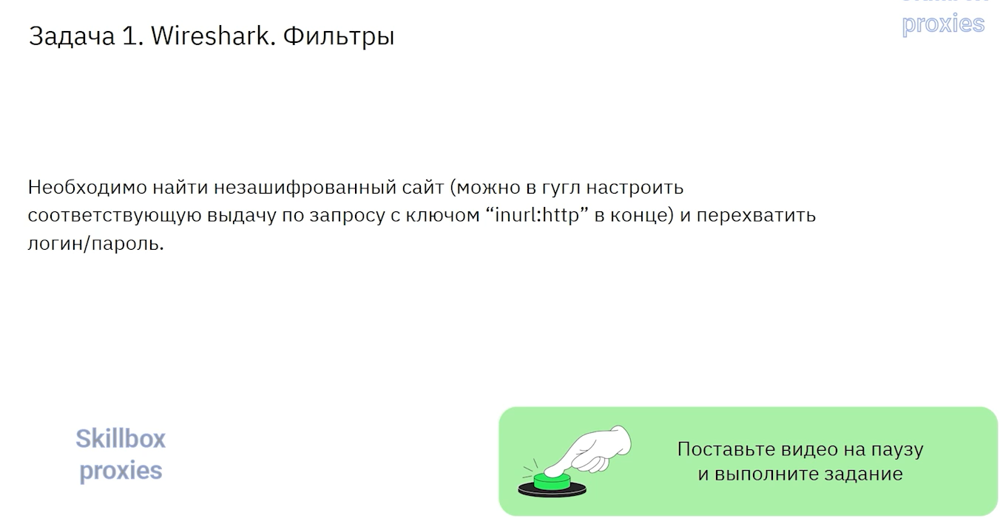 Задача 1. Wireshark. Фильтры
proxies
Необходимо найти незашифрованный сайт (можно в гугл настроить
соответствующую выдачу по запросу с ключом “inurl:http” в конце) и перехватить
логин/пароль.
Skillbox
proxies
Поставьте видео на паузу
и выполните задание